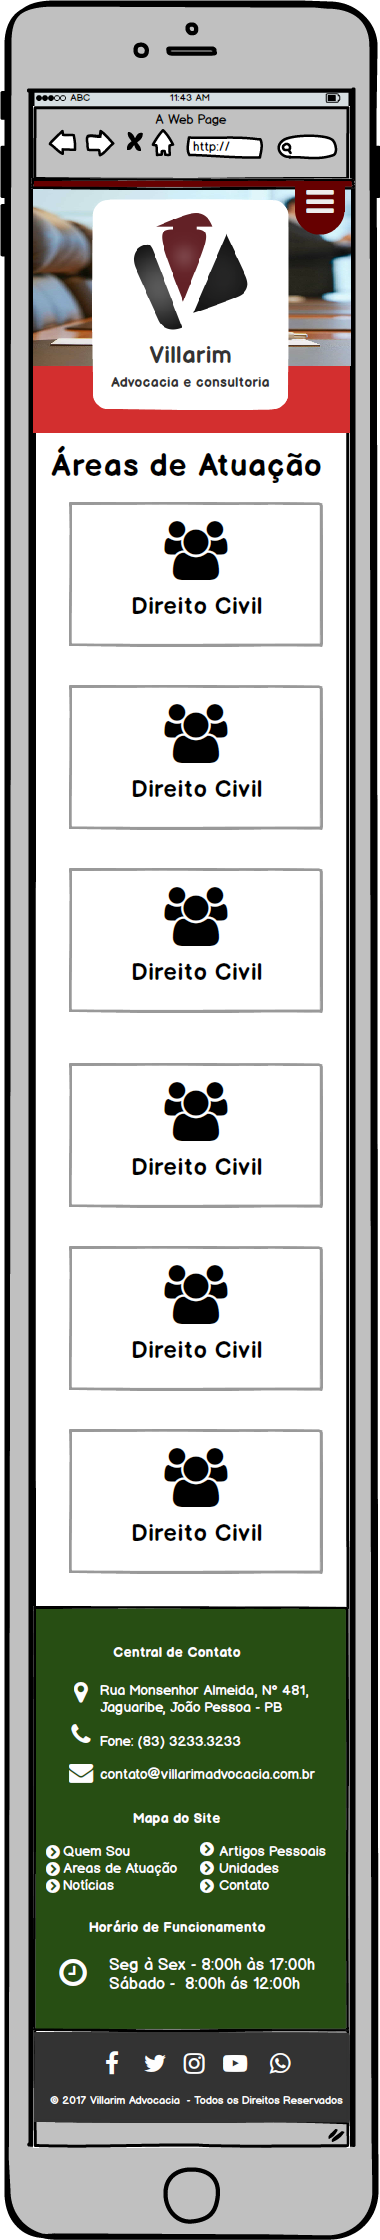 ABC 11:43 AM
A Web Page
http://
Villarim
Advocacia e consultoria
Áreas de Atuação
Direito Civil
Direito Civil
Direito Civil
Direito Civil
Direito Civil
Direito Civil
Central de Contato
Rua Monsenhor Almeida, N° 481,
Jaguaribe, João Pessoa - PB
Fone: (83) 3233.3233
contato@villarimadvocacia.com.br
Mapa do Site
Quem Sou Artigos Pessoais
Areas de Atuação Unidades
Notícias Contato
Horário de Funcionamento
Seg à Sex - 8:00h às 17:00h
Sábado - 8:00h ás 12:00h
© 2017 Villarim Advocacia - Todos os Direitos Reservados